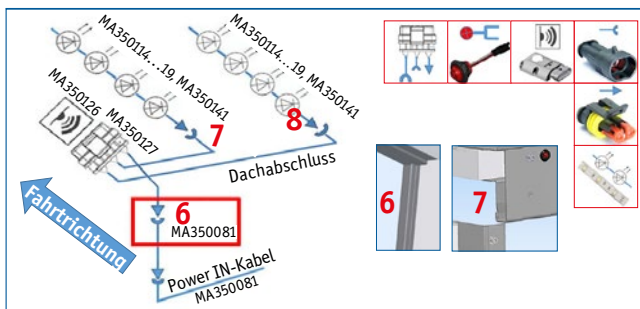 MA350114...19, MA350141
MA350114...19, MA350141
MA350126
MA350127
7
8
Dachabschluss
Fahrtrichtung
6
MA350081
Power IN-Kabel
MA350081
6
7